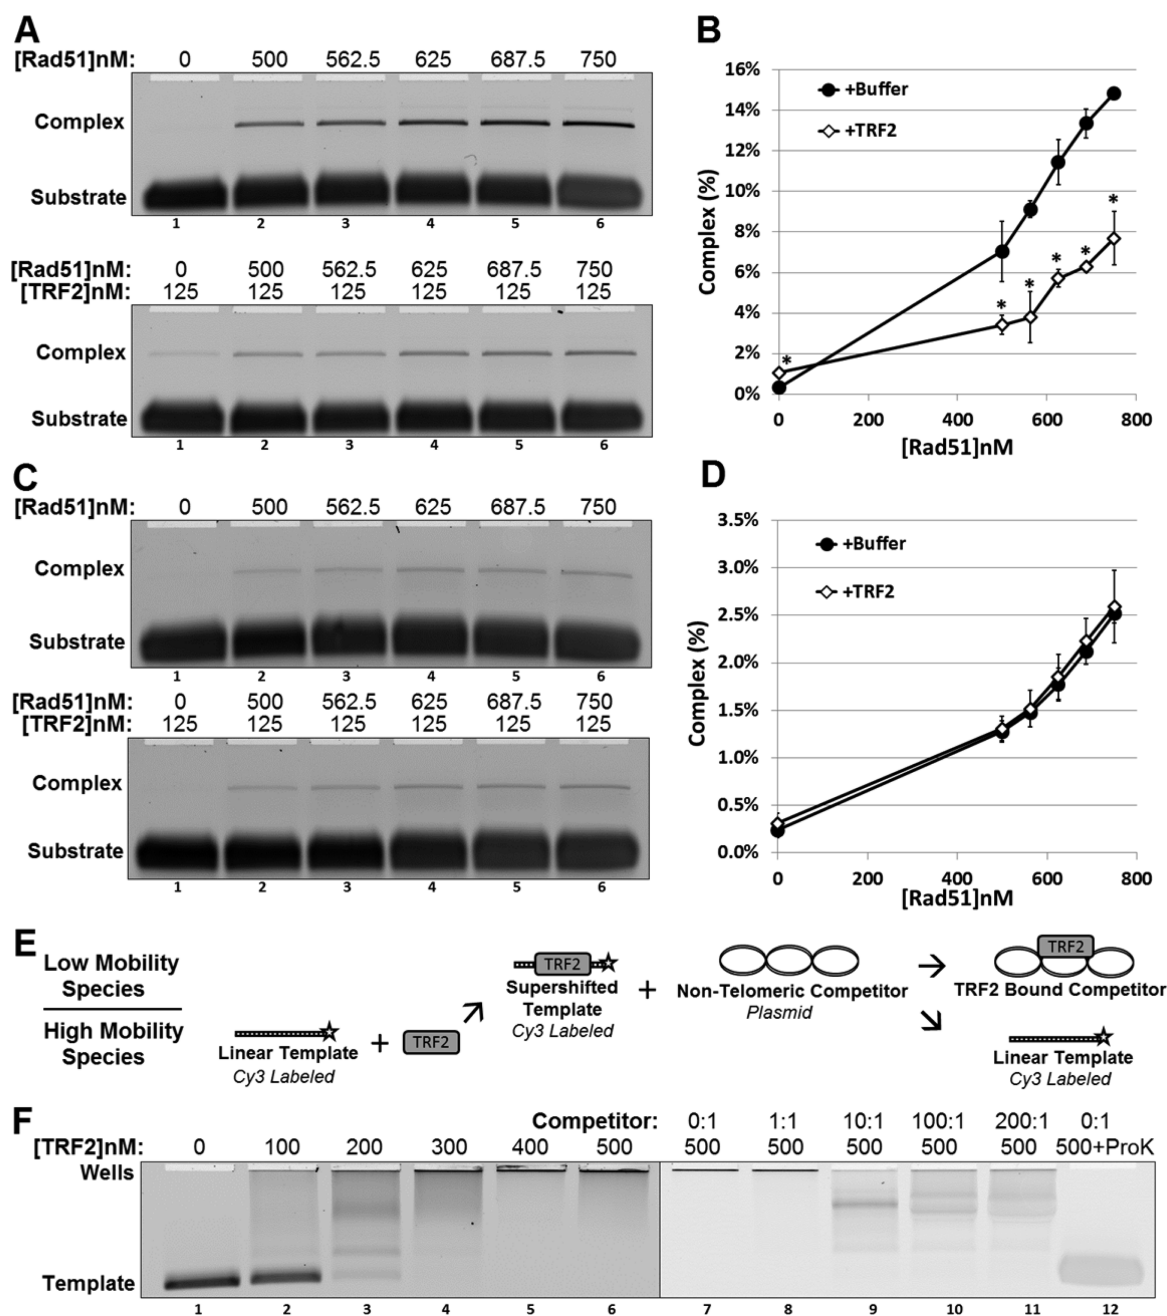 A
[Rad51]nM: 0 500 562.5 625 687.5 750
Complex
Substrate
1 2 3 4 5 6
[Rad51]nM: 0 500 562.5 625 687.5 750
[TRF2]nM: 125 125 125 125 125 125
Complex
Substrate
1 2 3 4 5 6
B
16%
14%
12%
10%
8%
6%
4%
2%
0%
Complex (%)
+Buffer
+TRF2
* * * * * *
0 200 400 600 800
[Rad51]nM
C
[Rad51]nM: 0 500 562.5 625 687.5 750
Complex
Substrate
1 2 3 4 5 6
[Rad51]nM: 0 500 562.5 625 687.5 750
[TRF2]nM: 125 125 125 125 125 125
Complex
Substrate
1 2 3 4 5 6
D
3.5%
3.0%
2.5%
2.0%
1.5%
1.0%
0.5%
0.0%
Complex (%)
+Buffer
+TRF2
0 200 400 600 800
[Rad51]nM
E
Low Mobility
Species
High Mobility
Species
Linear Template
Cy3 Labeled
+
TRF2
TRF2
Supershifted
Template
Cy3 Labeled
+
Non-Telomeric Competitor
Plasmid
TRF2
TRF2 Bound Competitor
Linear Template
Cy3 Labeled
F
Competitor: 0:1 1:1 10:1 100:1 200:1 0:1
[TRF2]nM: 0 100 200 300 400 500 500 500 500 500 500 500+ProK
Wells
Template
1 2 3 4 5 6 7 8 9 10 11 12